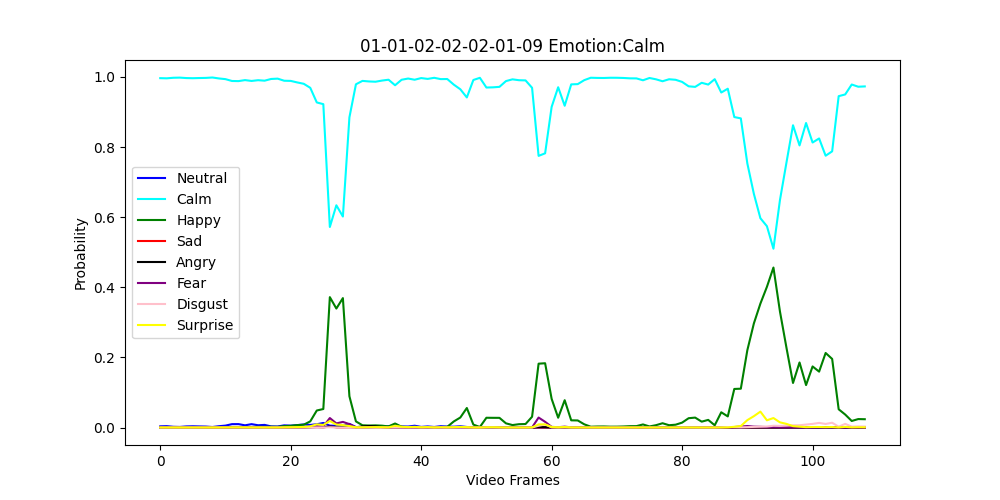 01-01-02-02-02-01-09 Emotion:Calm
1.0
0.8
0.6
0.4
0.2
0.0
Probability
Neutral
Calm
Happy
Sad
Angry
Fear
Disgust
Surprise
0 20 40 60 80 100
Video Frames